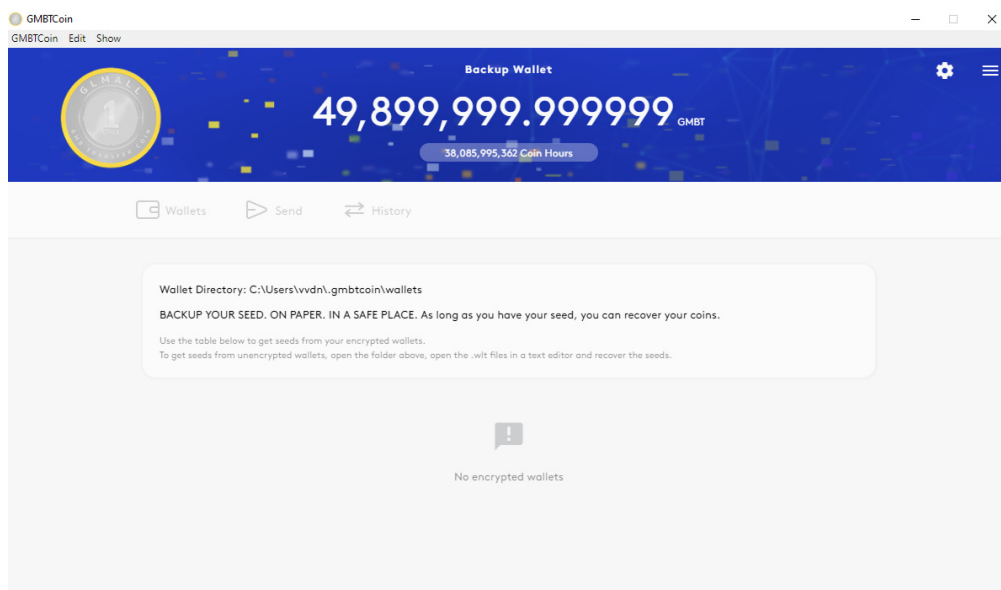 GMBTCoin
GMBTCoin Edit Show
Backup Wallet
49,899,999.999999 GMBT
38,085,995,362 Coin Hours
GLMALL
1
Wallets Send History
Wallet Directory: C:\Users\vvdn\.gmbtcoin\wallets
BACKUP YOUR SEED. ON PAPER. IN A SAFE PLACE. As long as you have your seed, you can recover your coins.
Use the table below to get seeds from your encrypted wallets.
To get seeds from unencrypted wallets, open the folder above, open the .wlt files in a text editor and recover the seeds.
No encrypted wallets